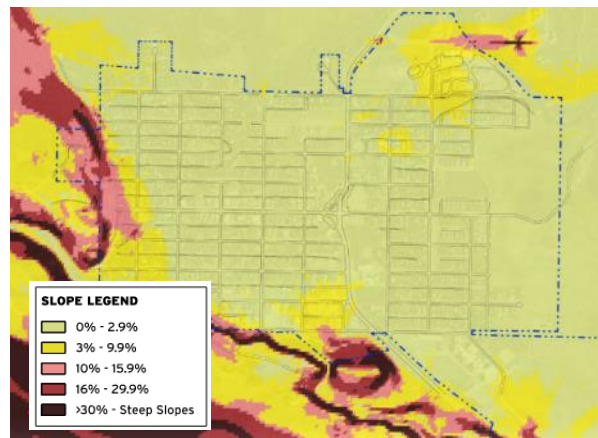 SLOPE LEGEND
0% - 2.9%
3% - 9.9%
10% - 15.9%
16% - 29.9%
>30% - Steep Slopes